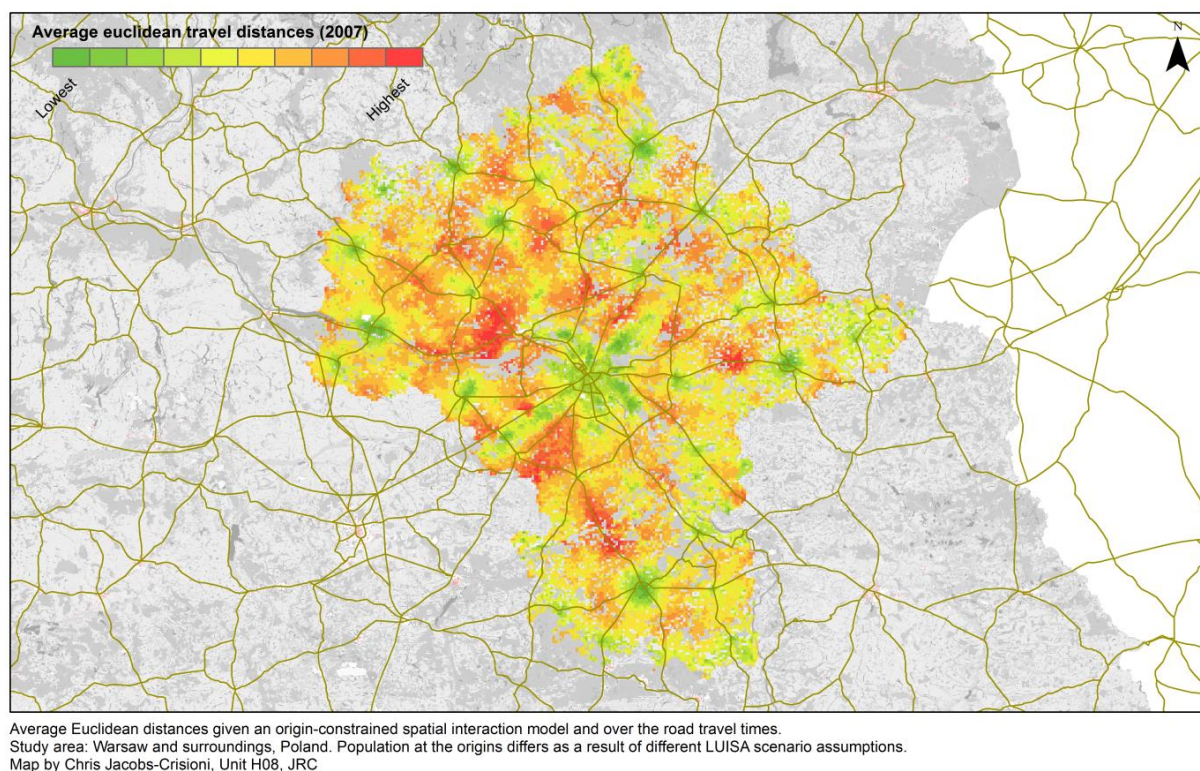 Average euclidean travel distances (2007)
N
Lowest
Highest
Average Euclidean distances given an origin-constrained spatial interaction model and over the road travel times.
Study area: Warsaw and surroundings, Poland. Population at the origins differs as a result of different LUISA scenario assumptions.
Map by Chris Jacobs-Crisioni, Unit H08, JRC